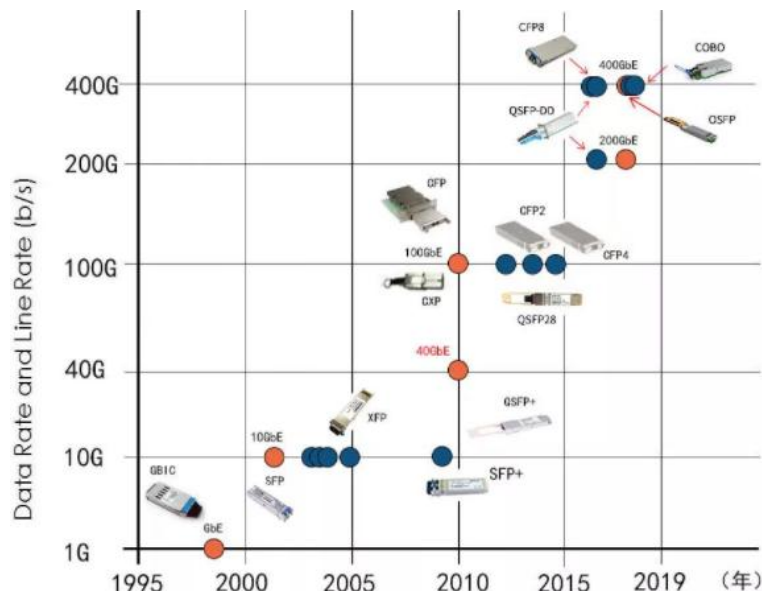 Data Rate and Line Rate (b/s)
CFP8
COBO
400GbE
400G
QSFP-DD
OSFP
200GbE
200G
CFP
CFP2
100GbE
CFP4
100G
CXP
QSFP28
40GbE
40G
XFP
QSFP+
10GbE
10G
GBIC
SFP
SFP+
GbE
1G
1995 2000 2005 2010 2015 2019 (年)